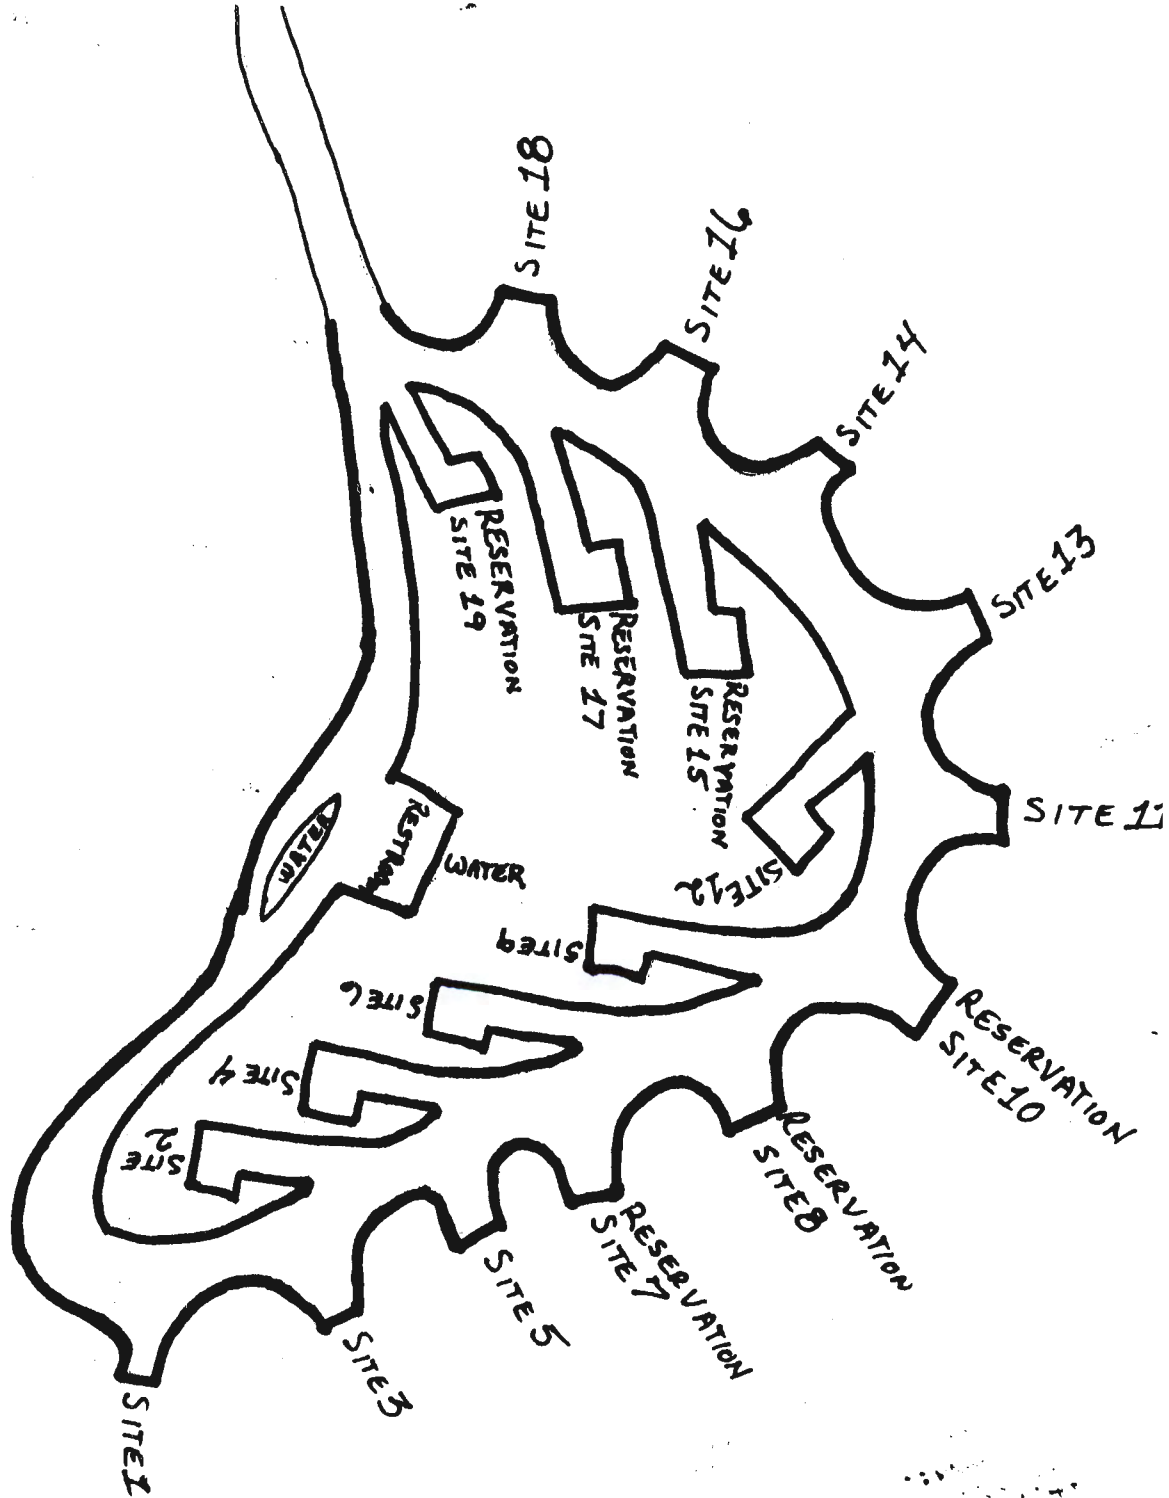 SITE 18
SITE 16
SITE 14
SITE 13
SITE 11
RESERVATION
SITE 19
RESERVATION
SITE 17
RESERVATION
SITE 15
SITE 12
WATER
RESTROOM
WATER
SITE 9
SITE 6
SITE 4
SITE
2
RESERVATION
SITE 10
RESERVATION
SITE 8
RESERVATION
SITE 7
SITE 5
SITE 3
SITE 1